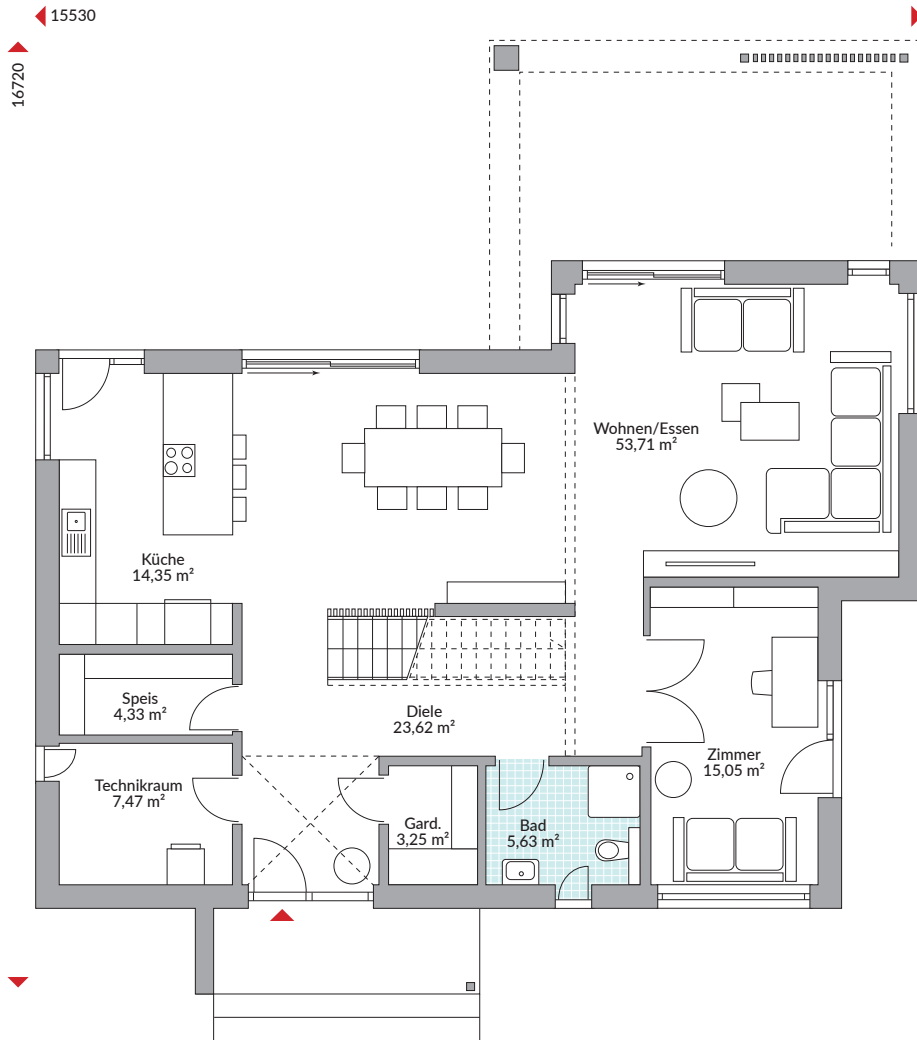 15530
16720
Wohnen/Essen
53,71 m²
Küche
14,35 m²
Speis
4,33 m²
Diele
23,62 m²
Zimmer
15,05 m²
Technikraum
7,47 m²
Gard.
3,25 m²
Bad
5,63 m²